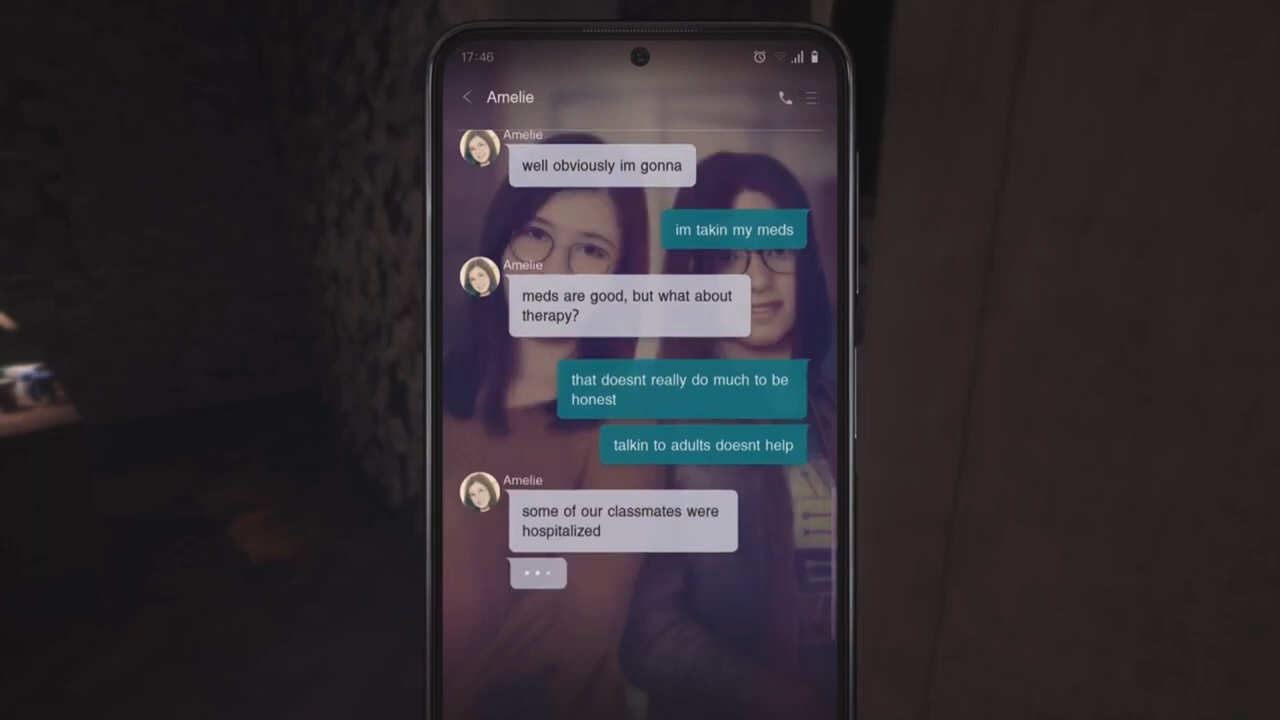 17:46
Amelie
Amelie
well obviously im gonna
im takin my meds
Amelie
meds are good, but what about
therapy?
that doesnt really do much to be
honest
talkin to adults doesnt help
Amelie
some of our classmates were
hospitalized